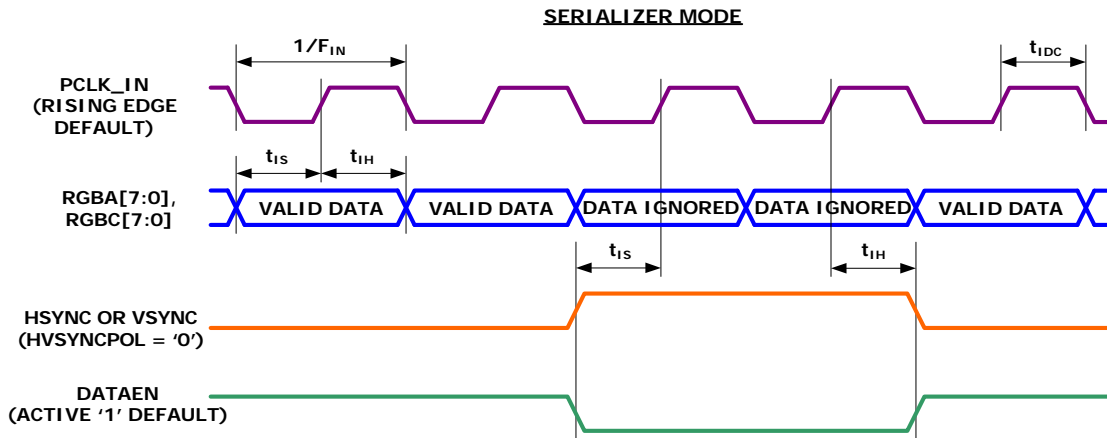 SERIALIZER MODE
1/FIN
tIDC
PCLK_IN
(RISING EDGE
DEFAULT)
tIS
tIH
RGBA[7:0],
RGBC[7:0]
VALID DATA
VALID DATA
DATA IGNORED
DATA IGNORED
VALID DATA
tIS
tIH
HSYNC OR VSYNC
(HVSYNCPOL = ‘0’)
DATAEN
(ACTIVE ‘1’ DEFAULT)